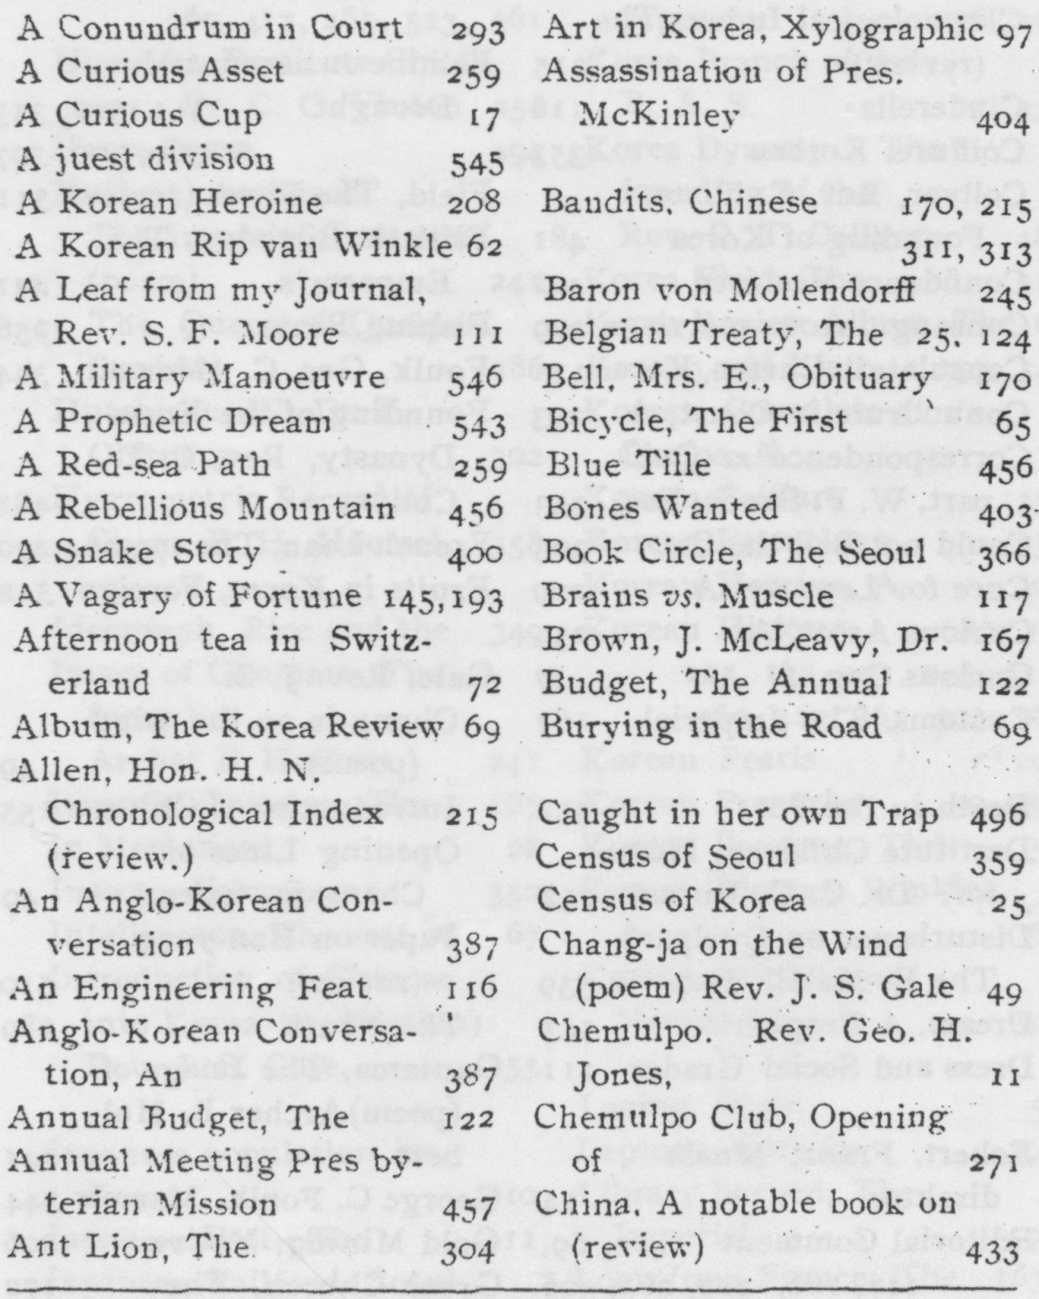 A Conundrum in Court 293
A Curious Asset 259
A Curious Cup 17
A juest division 545
A Korean Heroine 208
A Korean Rip van Winkle 62
A Leaf from my Journal,
Rev. S. F. Moore 111
A Military Manoeuvre 546
A Prophetic Dream 543
A Red-sea Path 259
A Rebellious Mountain 456
A Snake Story 400
A Vagary of Fortune 145,193
Afternoon tea in Switz-
erland 72
Album, The Korea Review 69
Allen, Hon. H. N.
Chronological Index 215
(review.)
An Anglo-Korean Con-
versation 387
An Engineering Feat 116
Anglo-Korean Conversa-
tion, An 387
Annual Budget, The 122
Annual Meeting Pres by-
terian Mission 457
Ant Lion, The. 304
Art in Korea, Xylographic 97
Assassination of Pres.
McKinley 404
Bandits, Chinese 170, 215
311, 313
Baron von Mollendorff 245
Belgian Treaty, The 25, 124
Bell, Mrs. E., Obituary 170
Bicycle, The First 65
Blue Tile 456
Bones Wanted 403
Book Circle, The Seoul 366
Brains vs. Muscle 117
Brown, J. McLeavy, Dr. 167
Budget, The Annual 122
Burying in the Road 69
Caught in her own Trap 496
Census of Seoul 359
Census of Korea 25
Chang-ja on the Wind
(poem) Rev. J. S. Gale 49
Chemulpo. Rev. Geo. H.
Jones, 11
Chemulpo Club, Opening
of 271
China, A notable book on
(review) 433